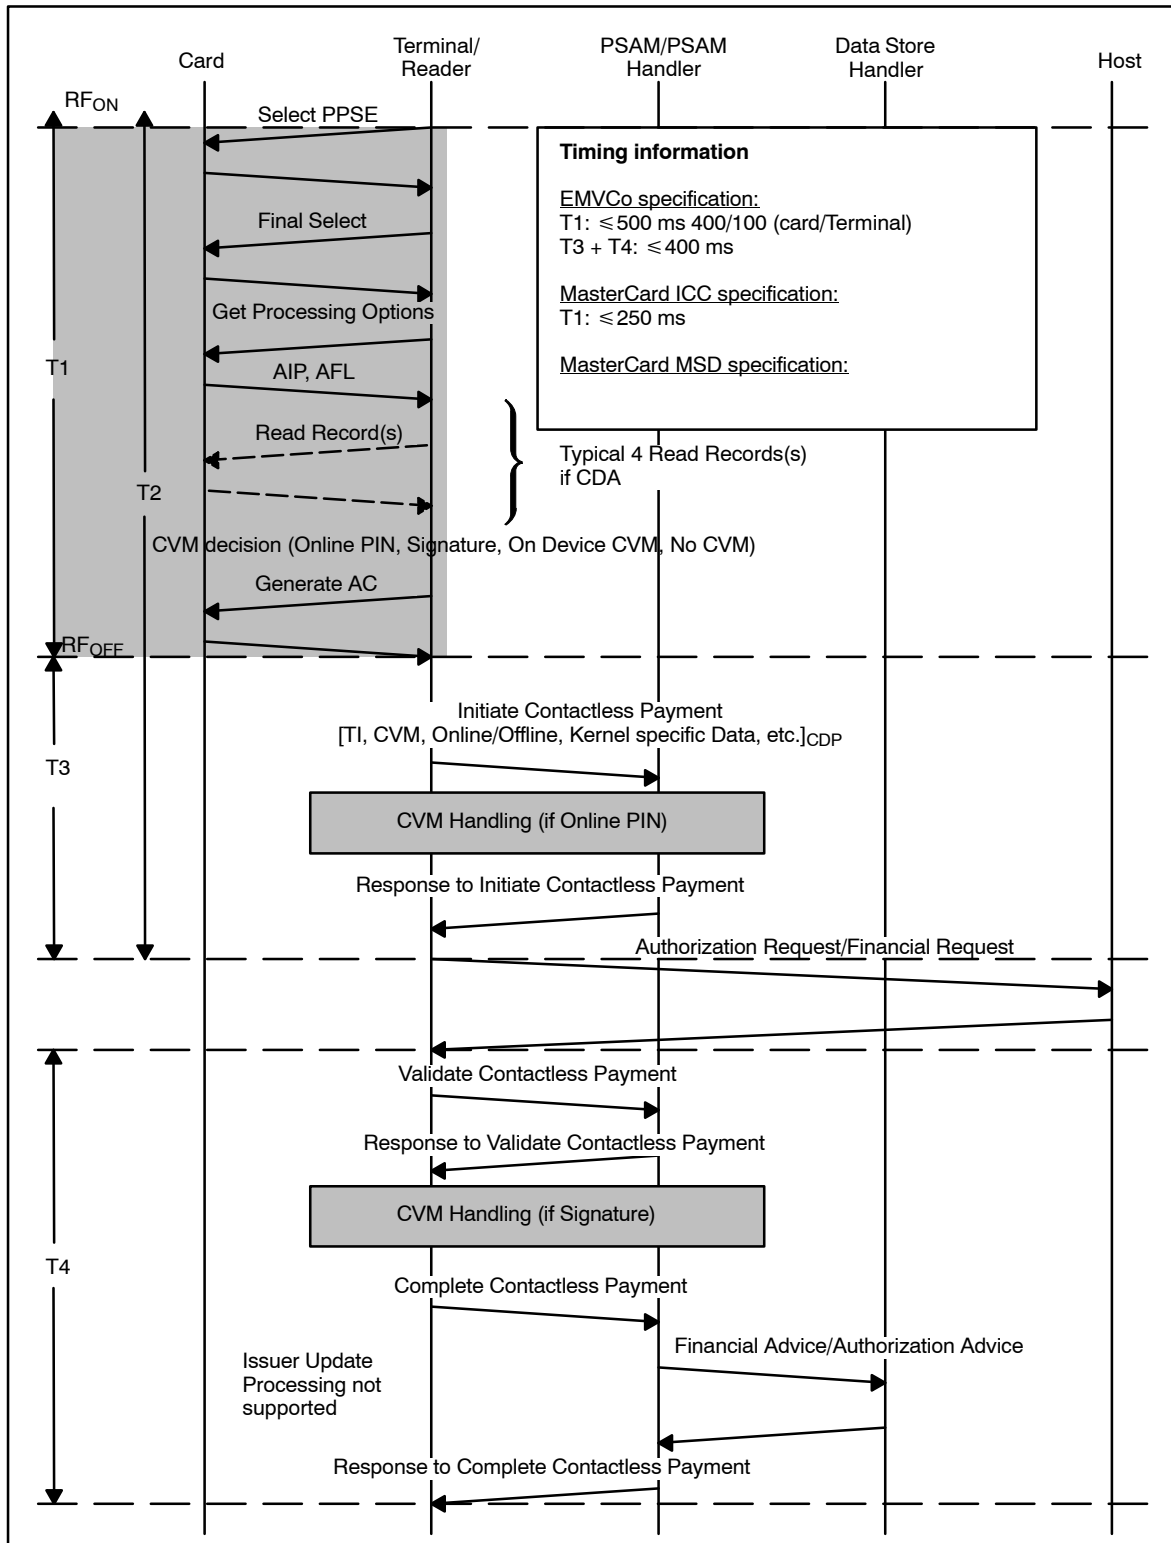 Card
Terminal/
Reader
PSAM/PSAM
Handler
Data Store
Handler
Host
RFON
Select PPSE
Timing information
EMVCo specification:
T1: ≤500 ms 400/100 (card/Terminal)
T3 + T4: ≤400 ms
MasterCard ICC specification:
T1: ≤250 ms
MasterCard MSD specification:
Final Select
Get Processing Options
T1
AIP, AFL
Read Record(s)
Typical 4 Read Records(s)
if CDA
T2
CVM decision (Online PIN, Signature, On Device CVM, No CVM)
Generate AC
RFOFF
Initiate Contactless Payment
[TI, CVM, Online/Offline, Kernel specific Data, etc.]CDP
T3
CVM Handling (if Online PIN)
Response to Initiate Contactless Payment
Authorization Request/Financial Request
Validate Contactless Payment
Response to Validate Contactless Payment
CVM Handling (if Signature)
T4
Complete Contactless Payment
Financial Advice/Authorization Advice
Issuer Update
Processing not
supported
Response to Complete Contactless Payment